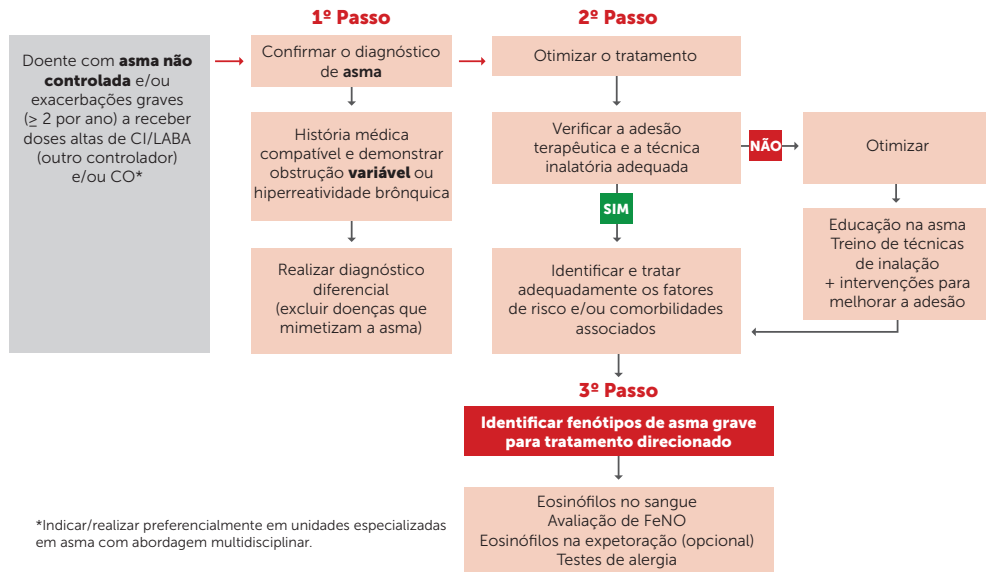 1º Passo
2º Passo
Doente com asma não
controlada e/ou
exacerbações graves
(≥ 2 por ano) a receber
doses altas de CI/LABA
(outro controlador)
e/ou CO*
Confirmar o diagnóstico
de asma
História médica
compatível e demonstrar
obstrução variável ou
hiperreatividade brônquica
Realizar diagnóstico
diferencial
(excluir doenças que
mimetizam a asma)
Otimizar o tratamento
Verificar a adesão
terapêutica e a técnica
inalatória adequada
NÃO
Otimizar
SIM
Educação na asma
Treino de técnicas
de inalação
+ intervenções para
melhorar a adesão
Identificar e tratar
adequadamente os fatores
de risco e/ou comorbilidades
associados
3º Passo
Identificar fenótipos de asma grave
para tratamento direcionado
Eosinófilos no sangue
Avaliação de FeNO
Eosinófilos na expetoração (opcional)
Testes de alergia
*Indicar/realizar preferencialmente em unidades especializadas
em asma com abordagem multidisciplinar.